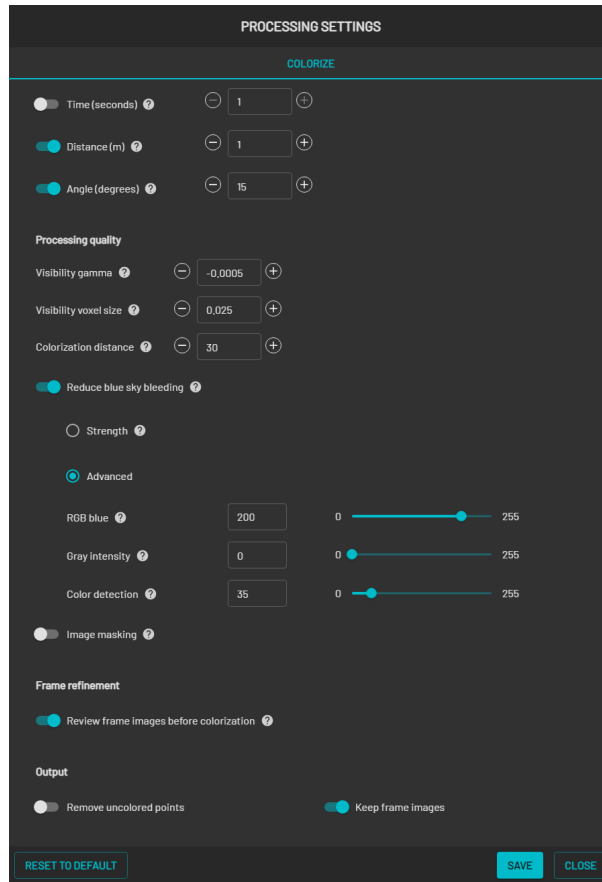 PROCESSING SETTINGS
COLORIZE
Time (seconds) ? 1
Distance (m) ? 1
Angle (degrees) ? 15
Processing quality
Visibility gamma ? -0,0005
Visibility voxel size ? 0,025
Colorization distance ? 30
Reduce blue sky bleeding ?
Strength ?
Advanced
RGB blue ? 200 0 255
Gray intensity ? 0 0 255
Color detection ? 35 0 255
Image masking ?
Frame refinement
Review frame images before colorization ?
Output
Remove uncolored points Keep frame images
RESET TO DEFAULT SAVE CLOSE